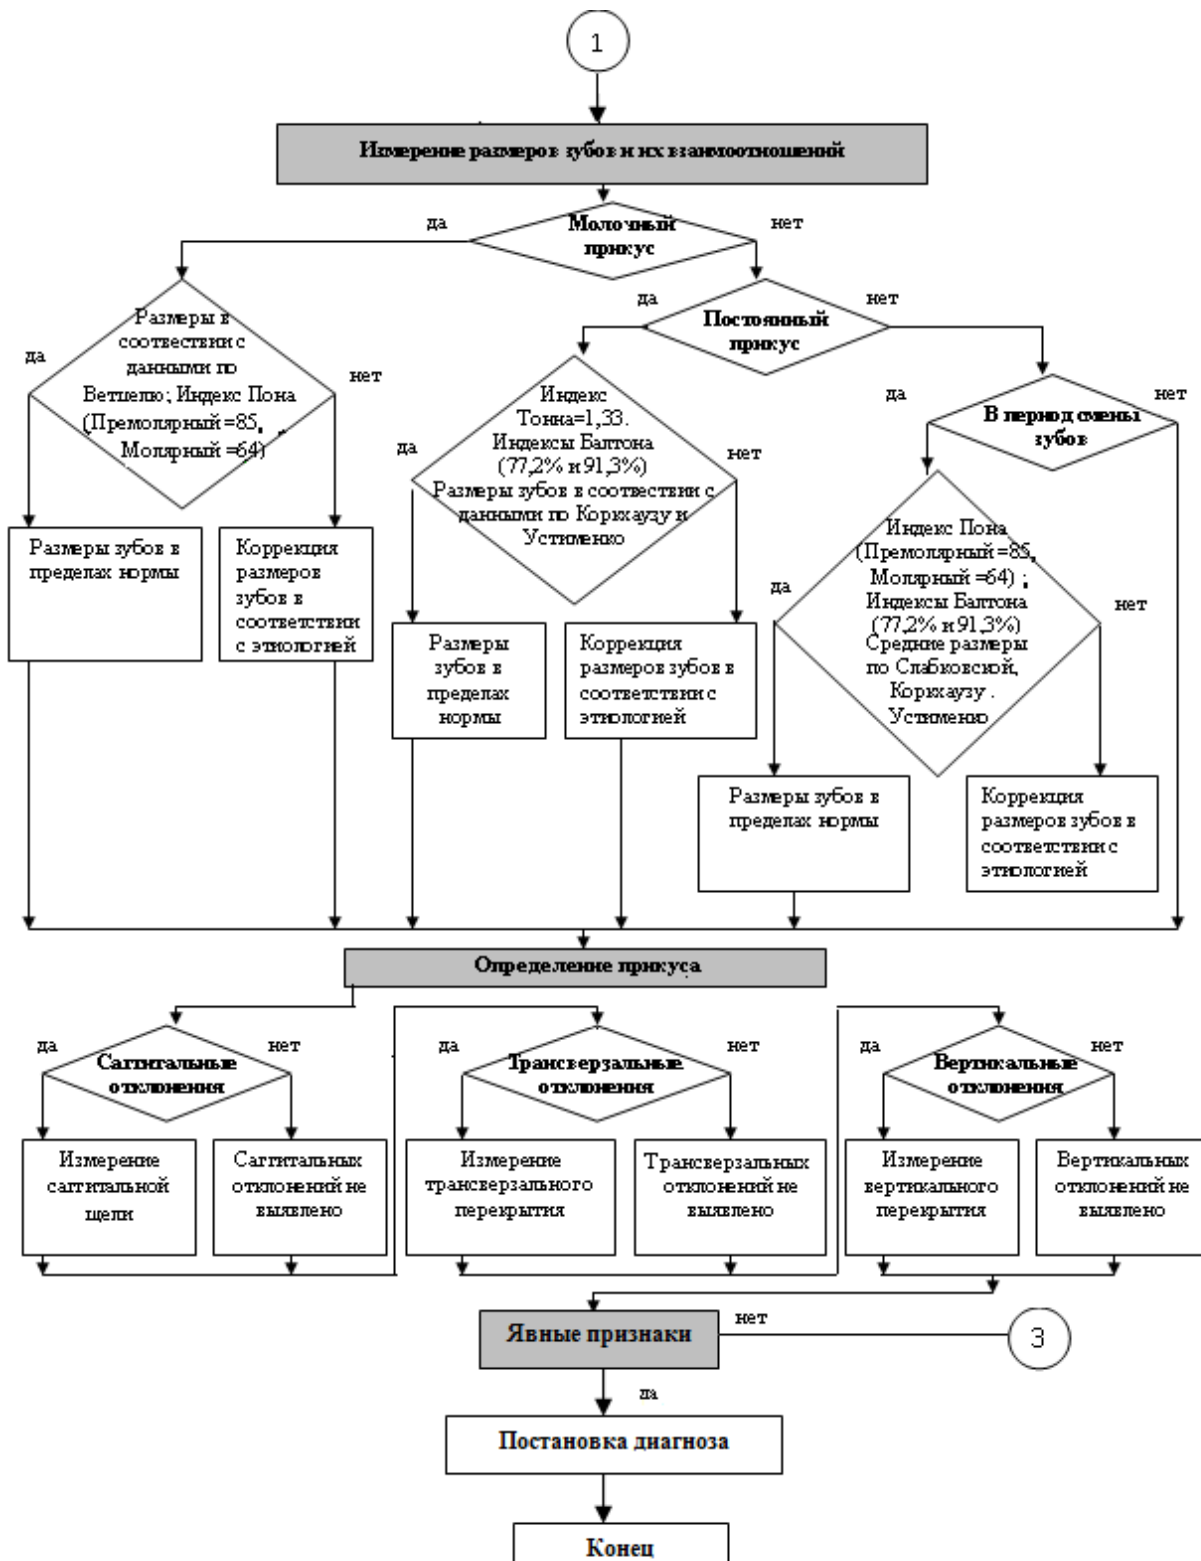 1
Измерение размеров зубов и их взаимоотношений
да
нет
Молочный
прикус
да
нет
Постоянный
прикус
Размеры в
соотвествии с
данными по
Ветцелю; Индекс Пона
(Премолярный =85,
Молярный =64)
да
нет
Индекс
Тонна=1,33.
Индексы Балтона
(77,2% и 91,3%)
Размеры зубов в соотвествии с
данными по Коркхаузу и
Устименко
да
нет
да
нет
В период смены
зубов
Индекс Пона
(Премолярный =85,
Молярный =64) ;
Индексы Балтона
(77,2% и 91,3%)
Средние размеры
по Слабковской,
Коркхаузу .
Устименко
да
нет
Размеры зубов в
пределах нормы
Коррекция
размеров
зубов в
соответствии
с этиологией
Размеры
зубов в
пределах
нормы
Коррекция
размеров зубов в
соответствии с
этиологией
Размеры зубов в
пределах нормы
Коррекция
размеров зубов в
соответствии с
этиологией
Определение прикуса
да
нет
Сагитальные
отклонения
да
нет
Трансверзальные
отклонения
да
нет
Вертикальные
отклонения
Измерение
сагитальной
щели
Сагитальных
отклонений не
выявлено
Измерение
трансверзального
перекрытия
Трансверзальных
отклонений не
выявлено
Измерение
вертикального
перекрытия
Вертикальных
отклонений не
выявлено
Явные признаки
нет
3
да
Постановка диагноза
Конец